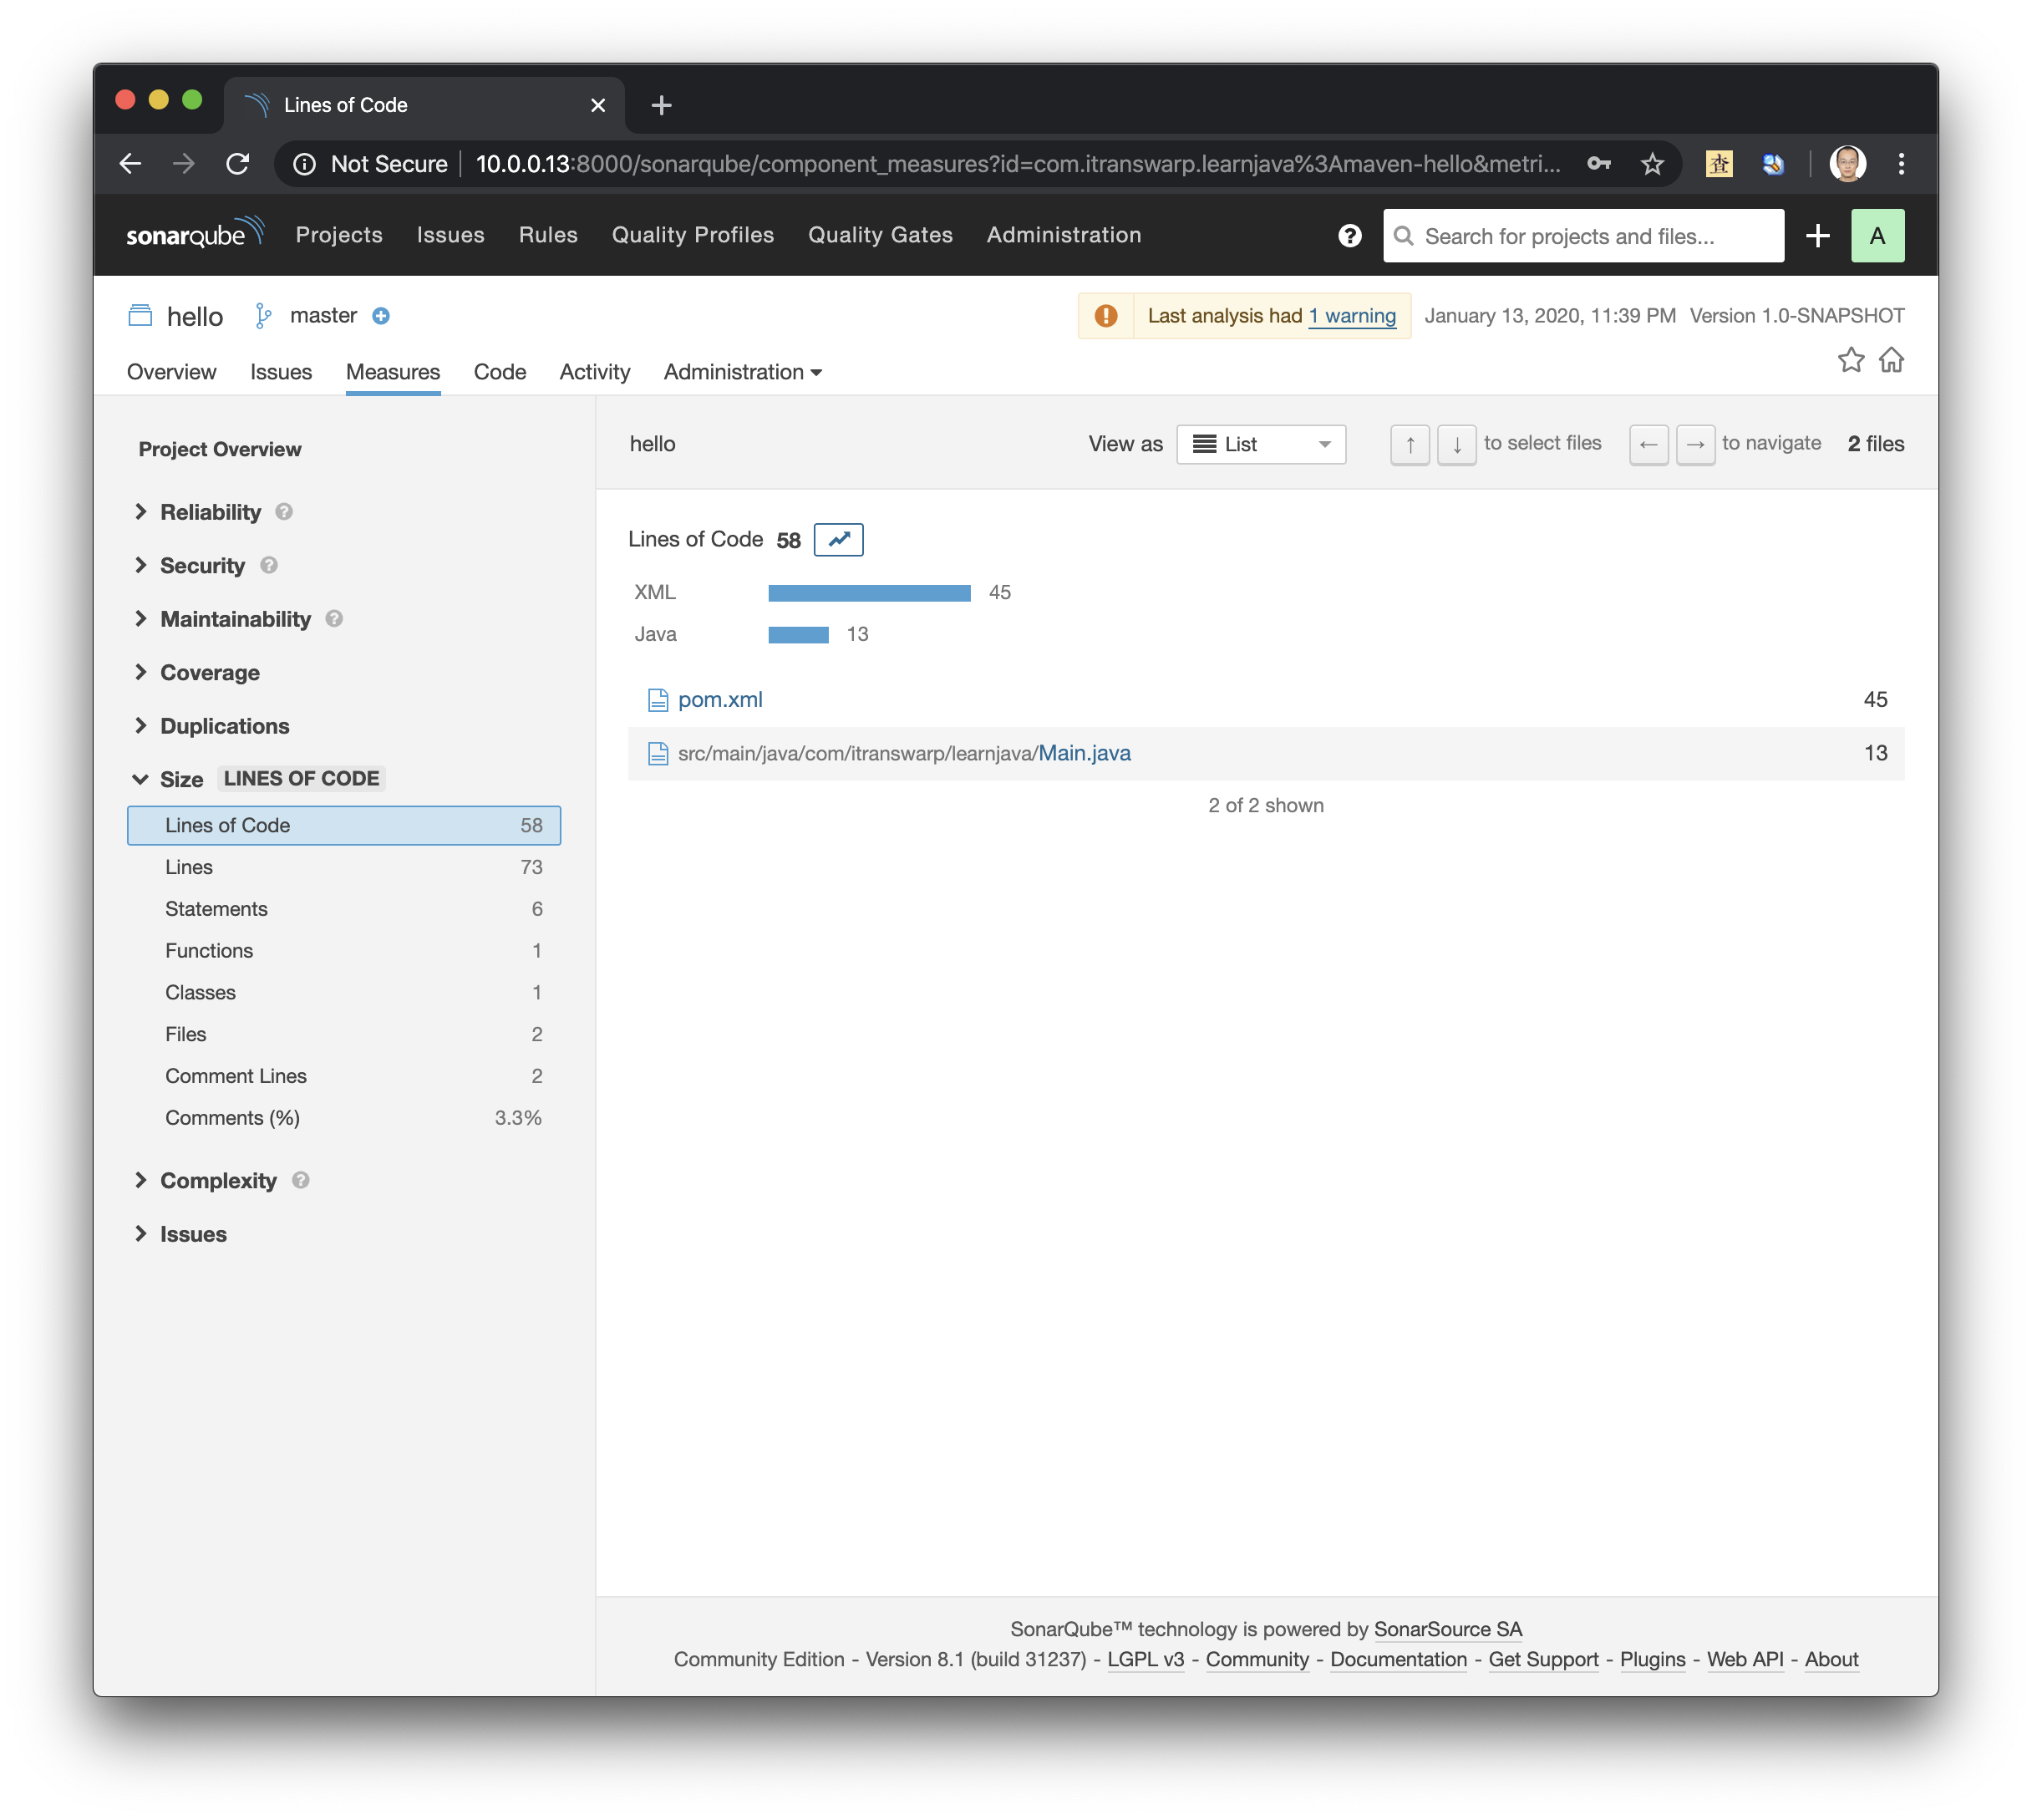 Lines of Code
Not Secure 10.0.0.13:8000/sonarqube/component_measures?id=com.itranswarp.learnjava%3Amaven-hello&metri...
查
sonarqube Projects Issues Rules Quality Profiles Quality Gates Administration ? Search for projects and files... A
hello master Last analysis had 1 warning January 13, 2020, 11:39 PM Version 1.0-SNAPSHOT
Overview Issues Measures Code Activity Administration
Project Overview
Reliability ?
Security ?
Maintainability ?
Coverage
Duplications
Size LINES OF CODE
Lines of Code 58
Lines 73
Statements 6
Functions 1
Classes 1
Files 2
Comment Lines 2
Comments (%) 3.3%
Complexity ?
Issues
hello View as List ↑ ↓ to select files ← → to navigate 2 files
Lines of Code 58
XML 45
Java 13
pom.xml 45
src/main/java/com/itranswarp/learnjava/Main.java 13
2 of 2 shown
SonarQube™ technology is powered by SonarSource SA
Community Edition - Version 8.1 (build 31237) - LGPL v3 - Community - Documentation - Get Support - Plugins - Web API - About